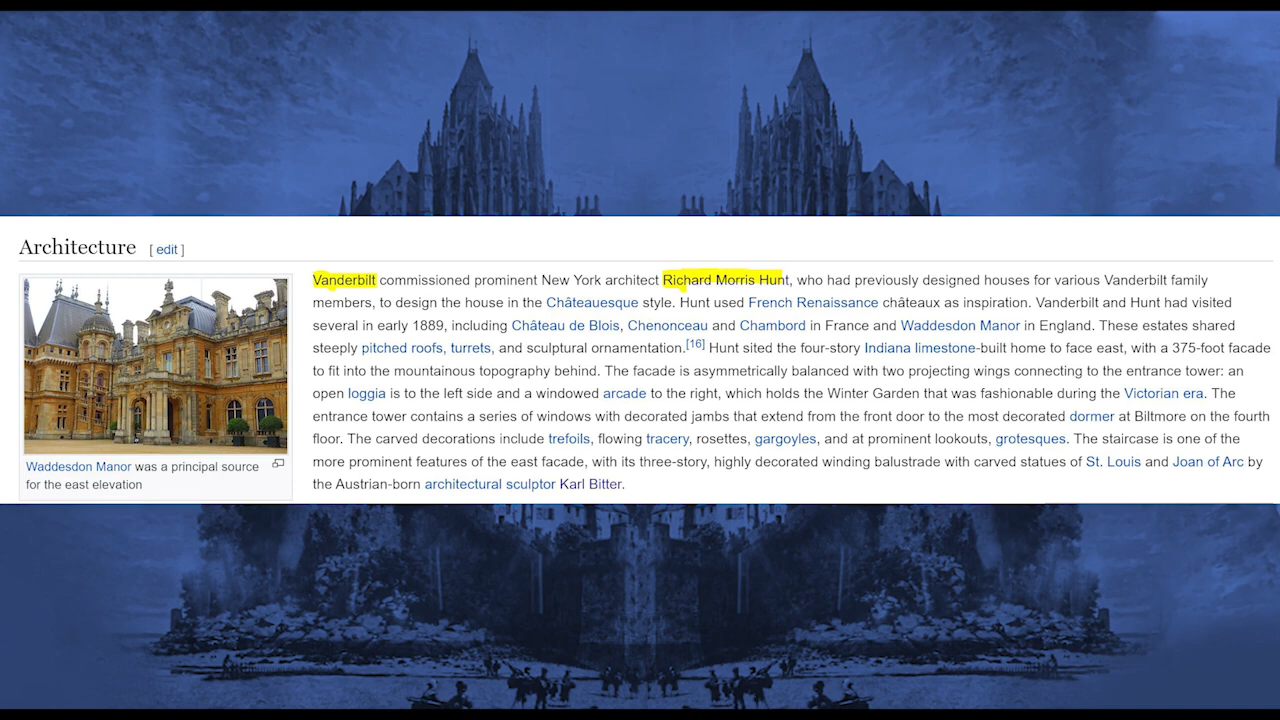 Architecture [ edit ]
Vanderbilt commissioned prominent New York architect Richard Morris Hunt, who had previously designed houses for various Vanderbilt family
members, to design the house in the Châteauesque style. Hunt used French Renaissance châteaux as inspiration. Vanderbilt and Hunt had visited
several in early 1889, including Château de Blois, Chenonceau and Chambord in France and Waddesdon Manor in England. These estates shared
steeply pitched roofs, turrets, and sculptural ornamentation.[16] Hunt sited the four-story Indiana limestone-built home to face east, with a 375-foot facade
to fit into the mountainous topography behind. The facade is asymmetrically balanced with two projecting wings connecting to the entrance tower: an
open loggia is to the left side and a windowed arcade to the right, which holds the Winter Garden that was fashionable during the Victorian era. The
entrance tower contains a series of windows with decorated jambs that extend from the front door to the most decorated dormer at Biltmore on the fourth
floor. The carved decorations include trefoils, flowing tracery, rosettes, gargoyles, and at prominent lookouts, grotesques. The staircase is one of the
more prominent features of the east facade, with its three-story, highly decorated winding balustrade with carved statues of St. Louis and Joan of Arc by
the Austrian-born architectural sculptor Karl Bitter.
Waddesdon Manor was a principal source
for the east elevation